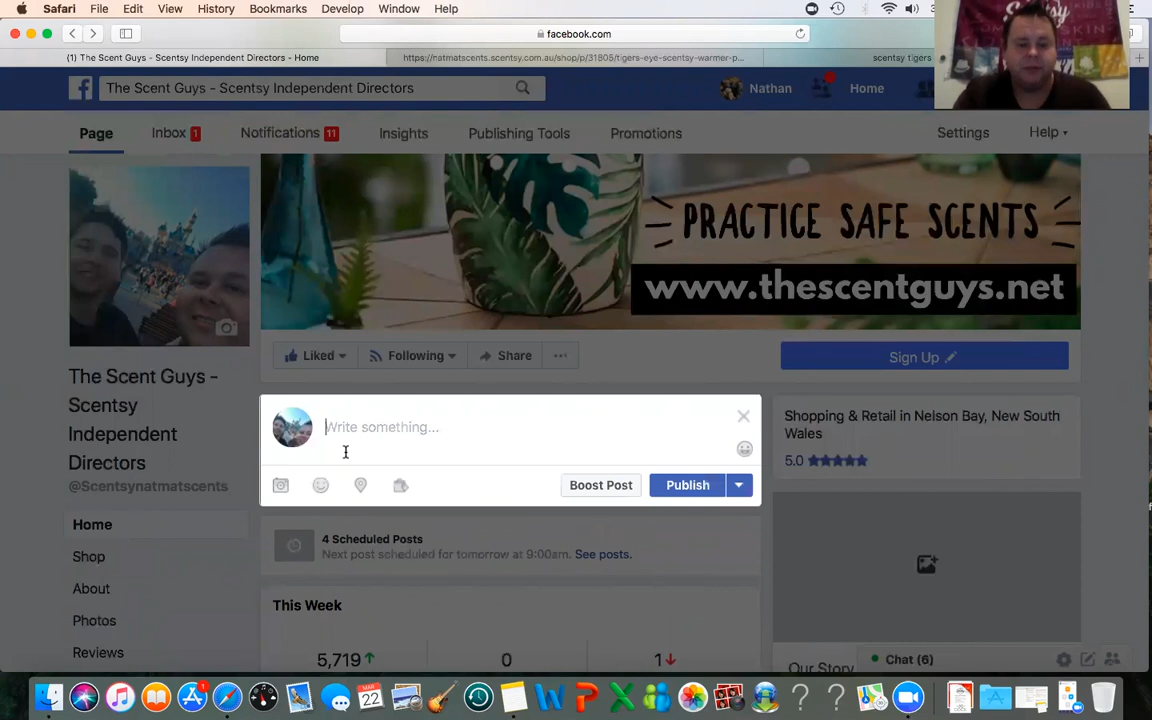 Safari File Edit View History Bookmarks Develop Window Help
facebook.com
(1) The Scent Guys - Scentsy Independent Directors - Home
https://natmatscents.scentsy.com.au/shop/p/31805/tigers-eye-scentsy-warmer-p...
scentsy tigers
The Scent Guys - Scentsy Independent Directors
Nathan
Home
Page
Inbox 1
Notifications 11
Insights
Publishing Tools
Promotions
Settings
Help
PRACTICE SAFE SCENTS
www.thescentguys.net
Liked
Following
Share
Sign Up
The Scent Guys -
Scentsy
Independent
Directors
@Scentsynatmatscents
Write something...
Boost Post
Publish
Shopping & Retail in Nelson Bay, New South
Wales
5.0
Home
Shop
About
Photos
Reviews
4 Scheduled Posts
Next post scheduled for tomorrow at 9:00am. See posts.
This Week
5,719
0
1
Our Story
Chat (6)
MAR
22
1